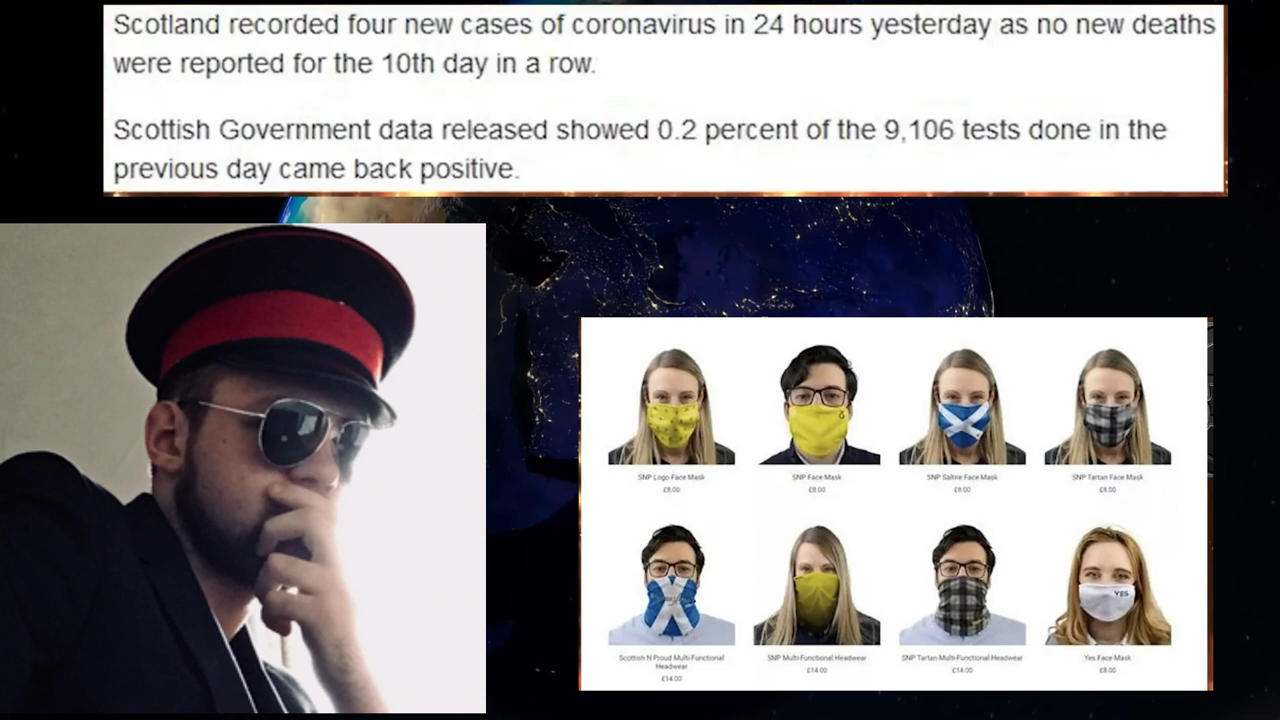 Scotland recorded four new cases of coronavirus in 24 hours yesterday as no new deaths
were reported for the 10th day in a row.
Scottish Government data released showed 0.2 percent of the 9,106 tests done in the
previous day came back positive.
SNP Logo Face Mask
£8.00
SNP Face Mask
£8.00
SNP Saltire Face Mask
£8.00
SNP Tartan Face Mask
£8.00
YES
Scottish N Proud Multi-Functional
Headwear
£14.00
SNP Multi-Functional Headwear
£14.00
SNP Tartan Multi-Functional Headwear
£14.00
Yes Face Mask
£8.00